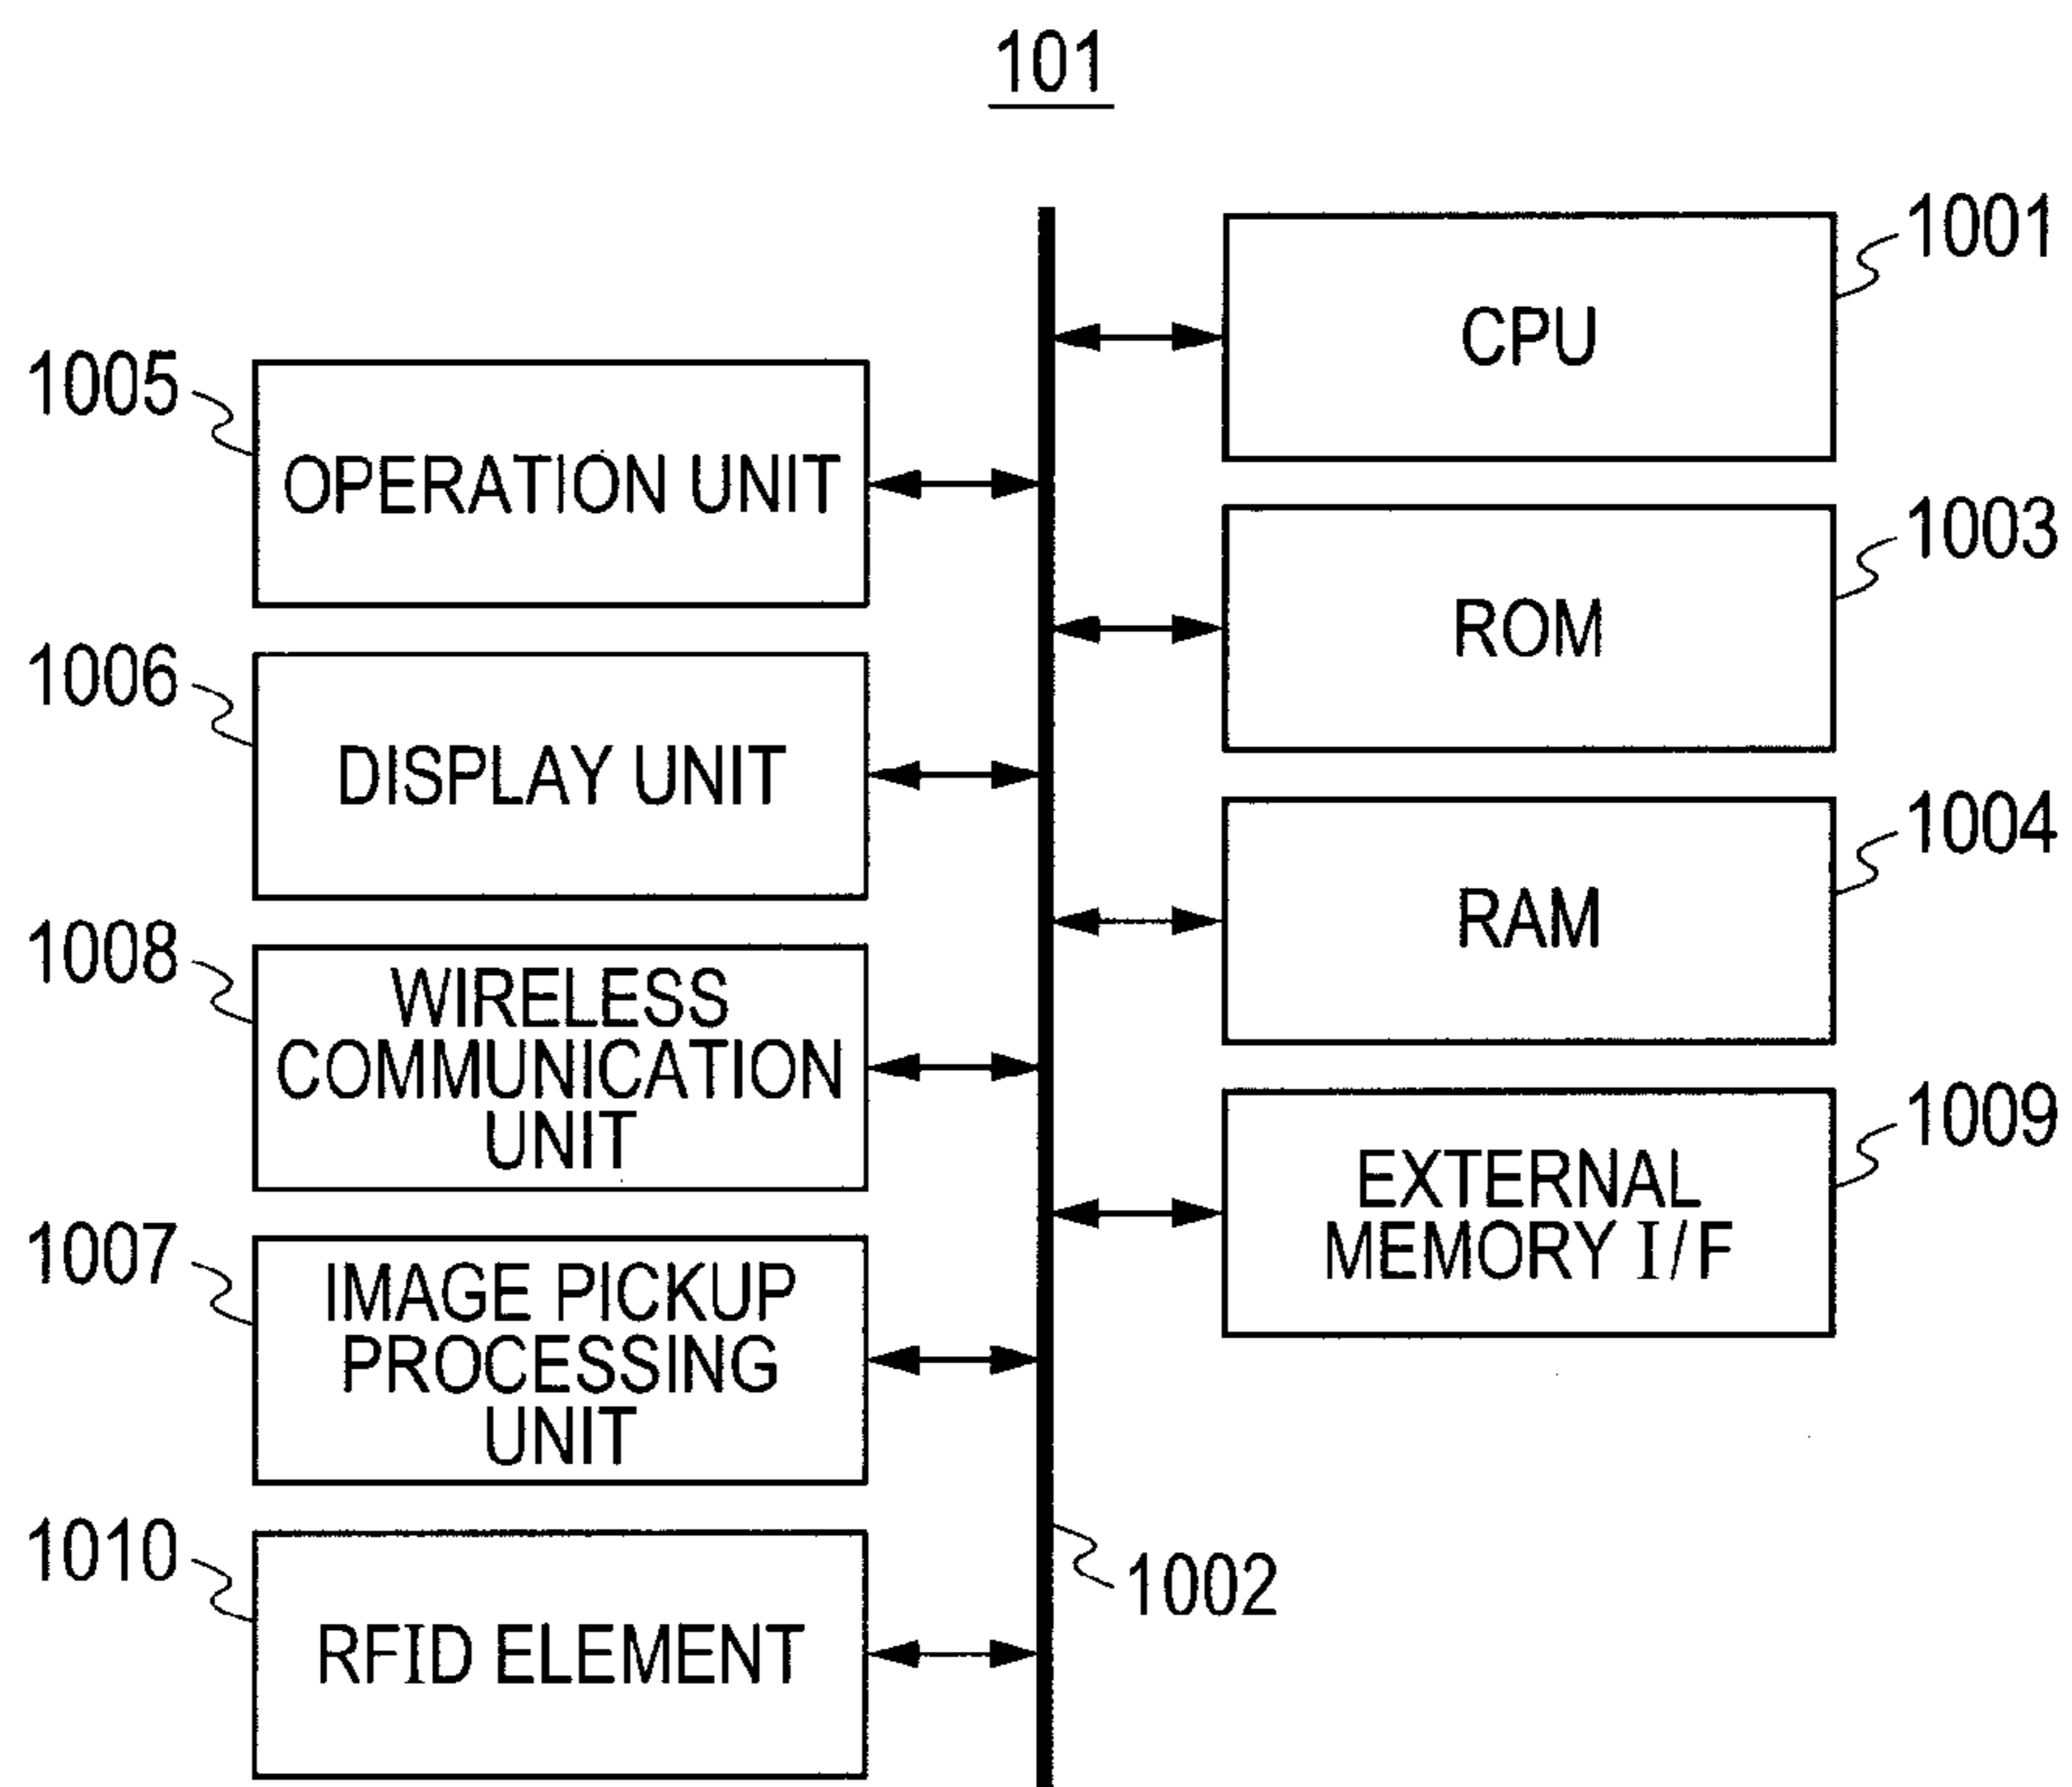 101
1001
CPU
1005
OPERATION UNIT
1003
ROM
1006
DISPLAY UNIT
1004
RAM
1008
WIRELESS
COMMUNICATION
UNIT
1009
EXTERNAL
MEMORY I/F
1007
IMAGE PICKUP
PROCESSING
UNIT
1010
RFID ELEMENT
1002